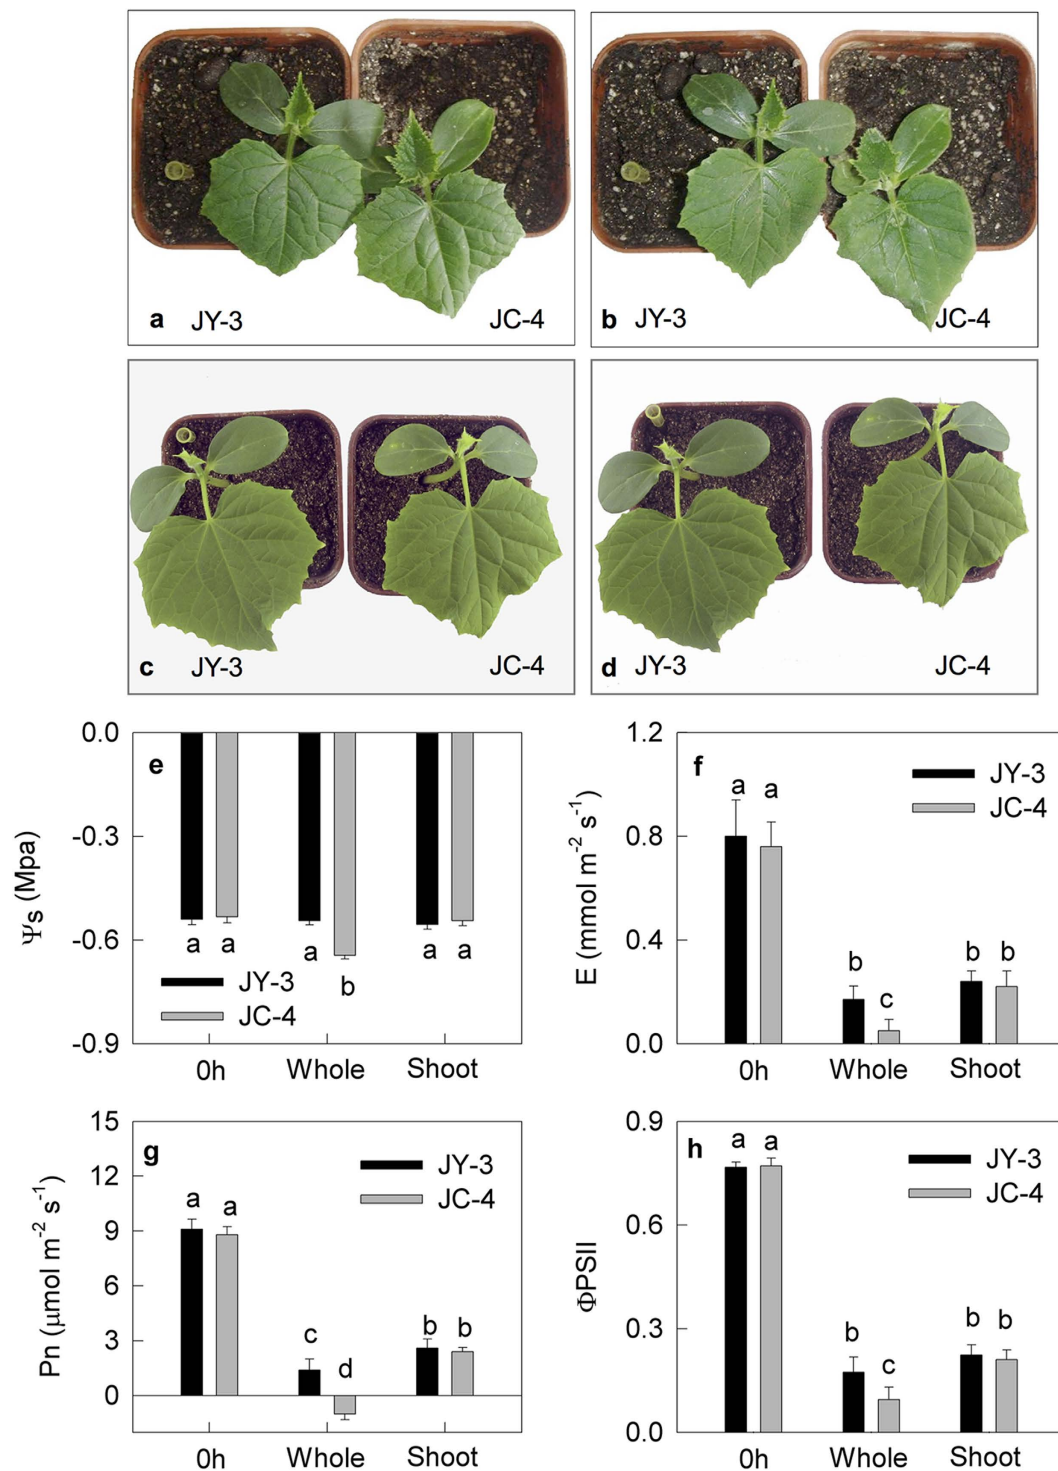 a JY-3 JC-4
b JY-3 JC-4
c JY-3 JC-4
d JY-3 JC-4
e
0.0
-0.3
-0.6
-0.9
Ψs (Mpa)
a a a b a a
JY-3
JC-4
0h Whole Shoot
f
1.2
0.8
0.4
0.0
E (mmol m⁻² s⁻¹)
JY-3
JC-4
a a b c b b
0h Whole Shoot
g
15
12
9
6
3
0
Pn (μmol m⁻² s⁻¹)
JY-3
JC-4
a a c d b b
0h Whole Shoot
h
0.9
0.6
0.3
0.0
ΦPSII
JY-3
JC-4
a a b c b b
0h Whole Shoot